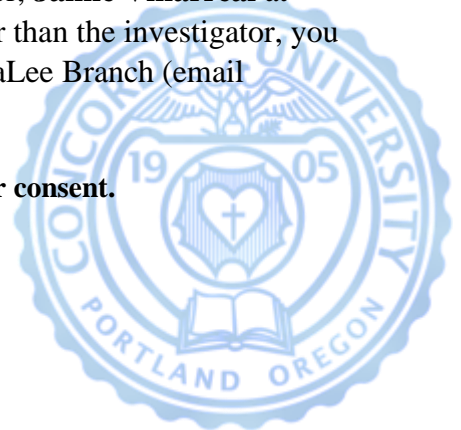 r than the investigator, you
aLee Branch (email
r consent.
CONCORDIA UNIVERSITY
19 05
PORTLAND OREGON